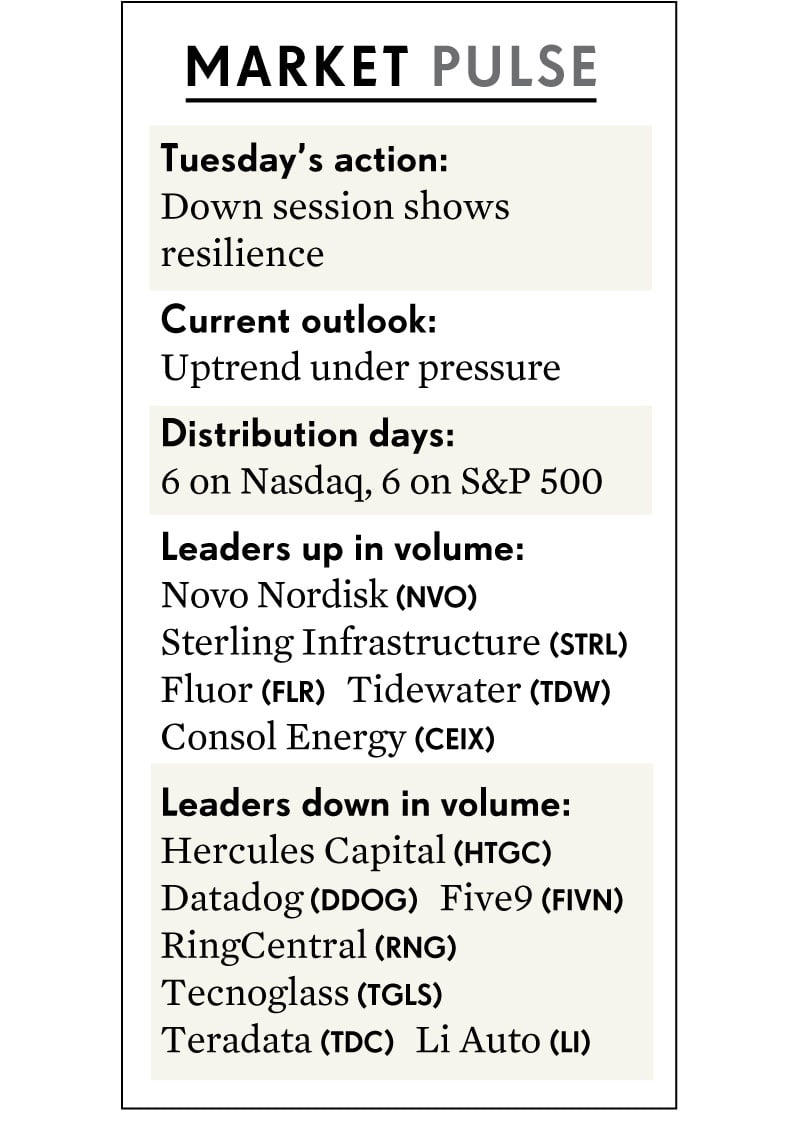 MARKET PULSE
Tuesday's action:
Down session shows
resilience
Current outlook:
Uptrend under pressure
Distribution days:
6 on Nasdaq, 6 on S&P 500
Leaders up in volume:
Novo Nordisk (NVO)
Sterling Infrastructure (STRL)
Fluor (FLR) Tidewater (TDW)
Consol Energy (CEIX)
Leaders down in volume:
Hercules Capital (HTGC)
Datadog (DDOG) Five9 (FIVN)
RingCentral (RNG)
Tecnoglass (TGLS)
Teradata (TDC) Li Auto (LI)